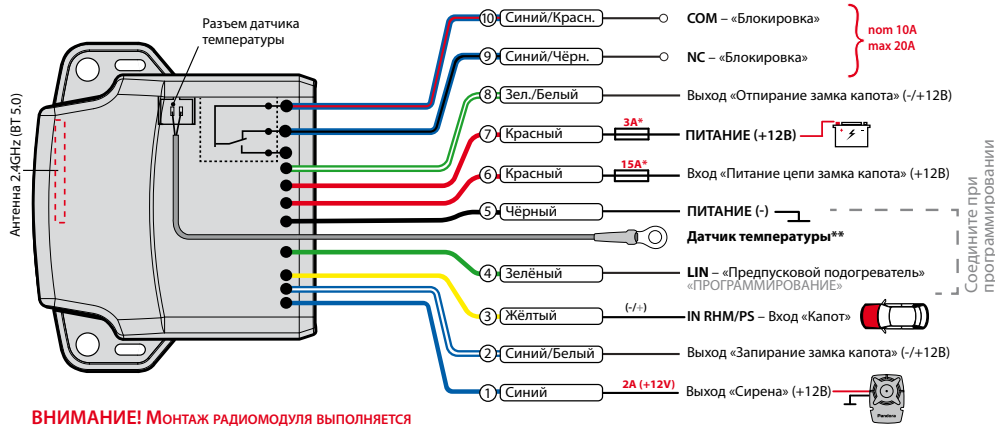 Разъем датчика
температуры
Антенна 2.4GHz (BT 5.0)
10 Синий/Красн. COM – «Блокировка»
nom 10A
max 20A
9 Синий/Чёрн. NC – «Блокировка»
8 Зел./Белый Выход «Отпирание замка капота» (-/+12В)
7 Красный 3А* ПИТАНИЕ (+12В)
6 Красный 15А* Вход «Питание цепи замка капота» (+12В)
5 Чёрный ПИТАНИЕ (-)
Датчик температуры**
4 Зелёный LIN – «Предпусковой подогреватель»
«ПРОГРАММИРОВАНИЕ»
Соедините при
программировании
3 Жёлтый (-/+) IN RHM/PS – Вход «Капот»
2 Синий/Белый Выход «Запирание замка капота» (-/+12В)
1 Синий 2А (+12V) Выход «Сирена» (+12В)
Pandora
ВНИМАНИЕ! Монтаж радиомодуля выполняется